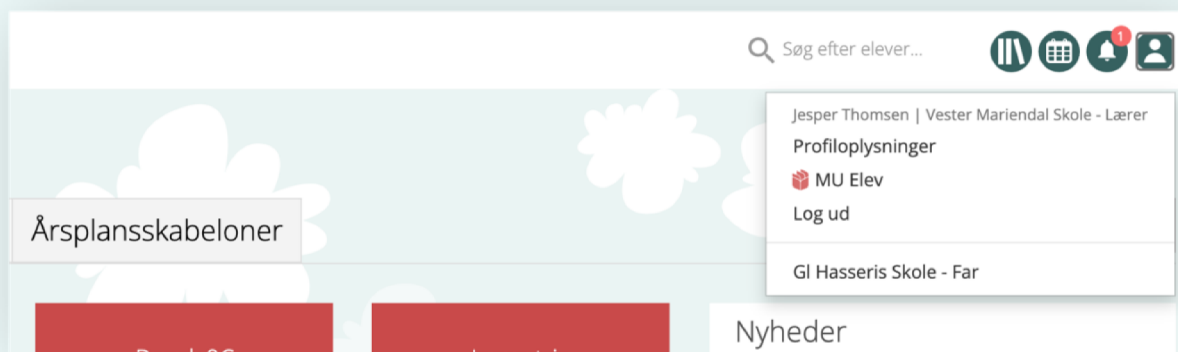 Søg efter elever...
1
Jesper Thomsen | Vester Mariendal Skole - Lærer
Profiloplysninger
MU Elev
Log ud
Gl Hasseris Skole - Far
Årsplansskabeloner
Nyheder